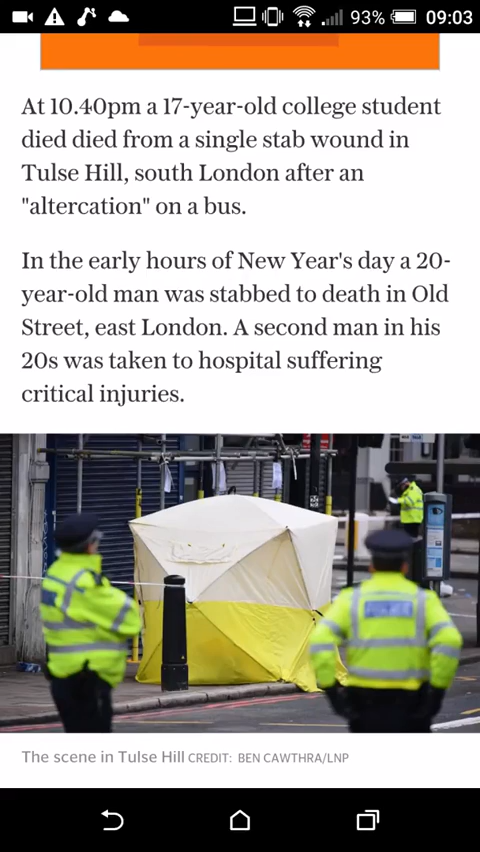 93% 09:03
At 10.40pm a 17-year-old college student
died died from a single stab wound in
Tulse Hill, south London after an
"altercation" on a bus.
In the early hours of New Year's day a 20-
year-old man was stabbed to death in Old
Street, east London. A second man in his
20s was taken to hospital suffering
critical injuries.
The scene in Tulse Hill CREDIT: BEN CAWTHRA/LNP